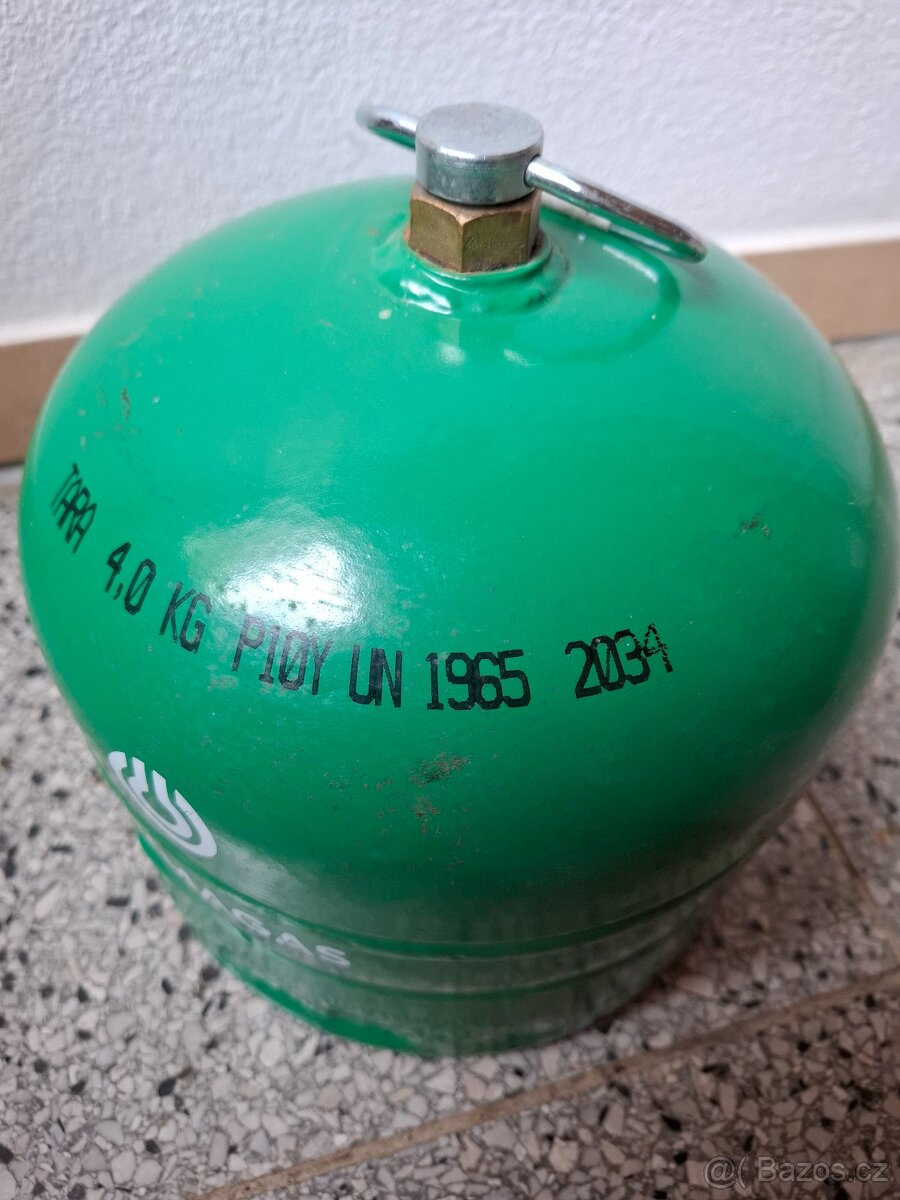 TARA 4,0 KG P10Y UN 1965 2034
@( Bazos.cz